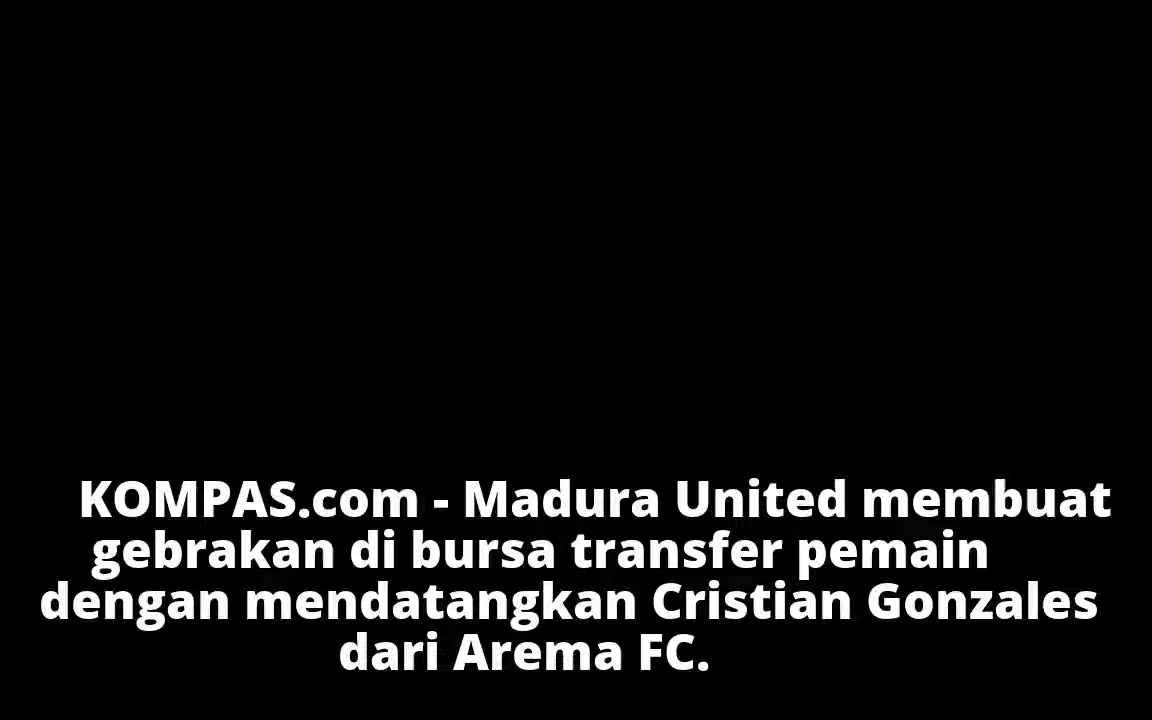 KOMPAS.com - Madura United membuat
gebrakan di bursa transfer pemain
dengan mendatangkan Cristian Gonzales
dari Arema FC.